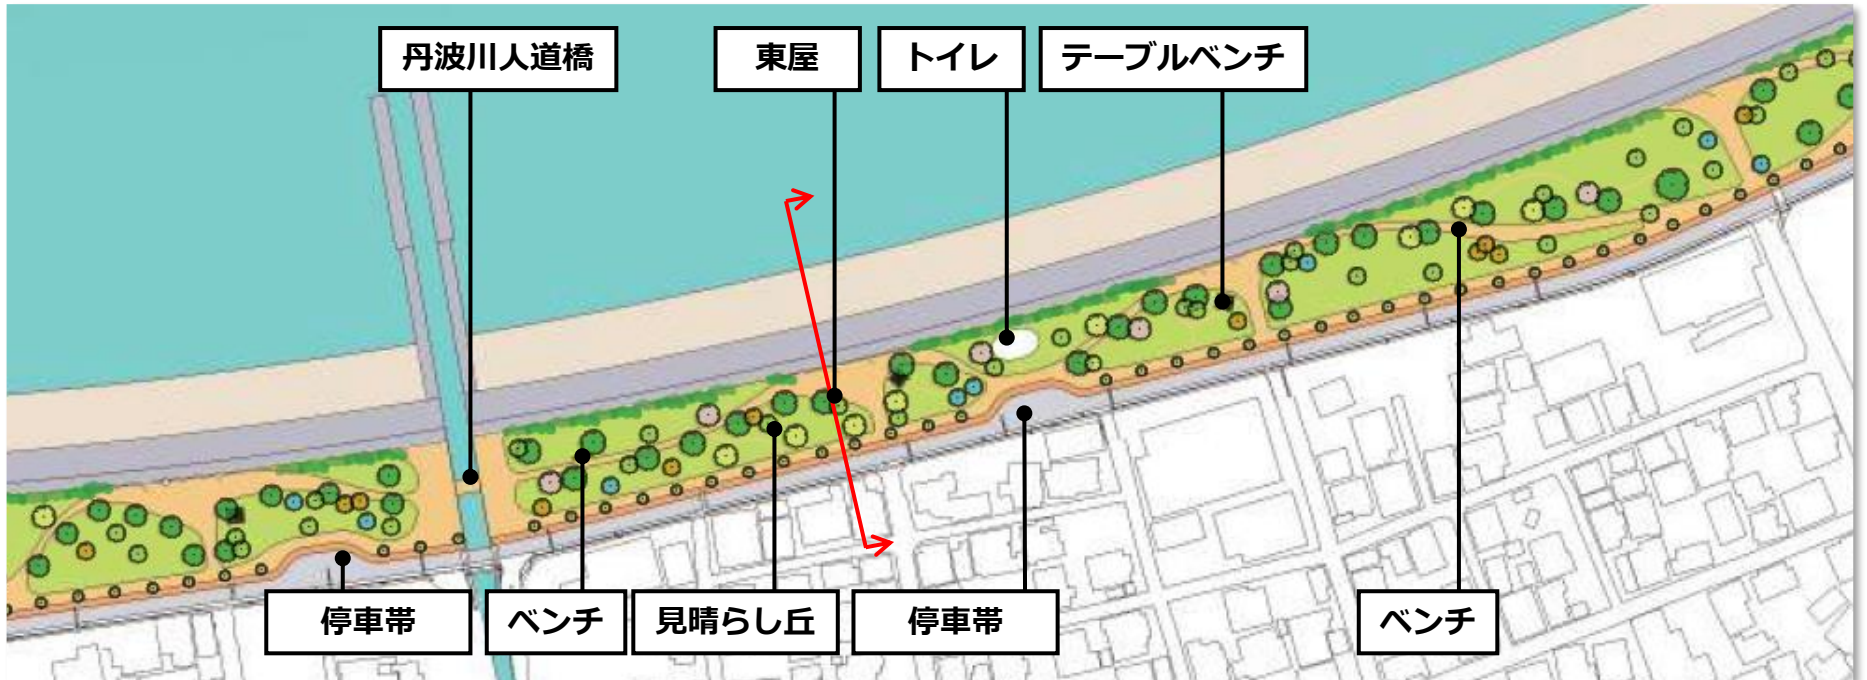 丹波川人道橋
東屋
トイレ
テーブルベンチ
停車帯
ベンチ
見晴らし丘
停車帯
ベンチ